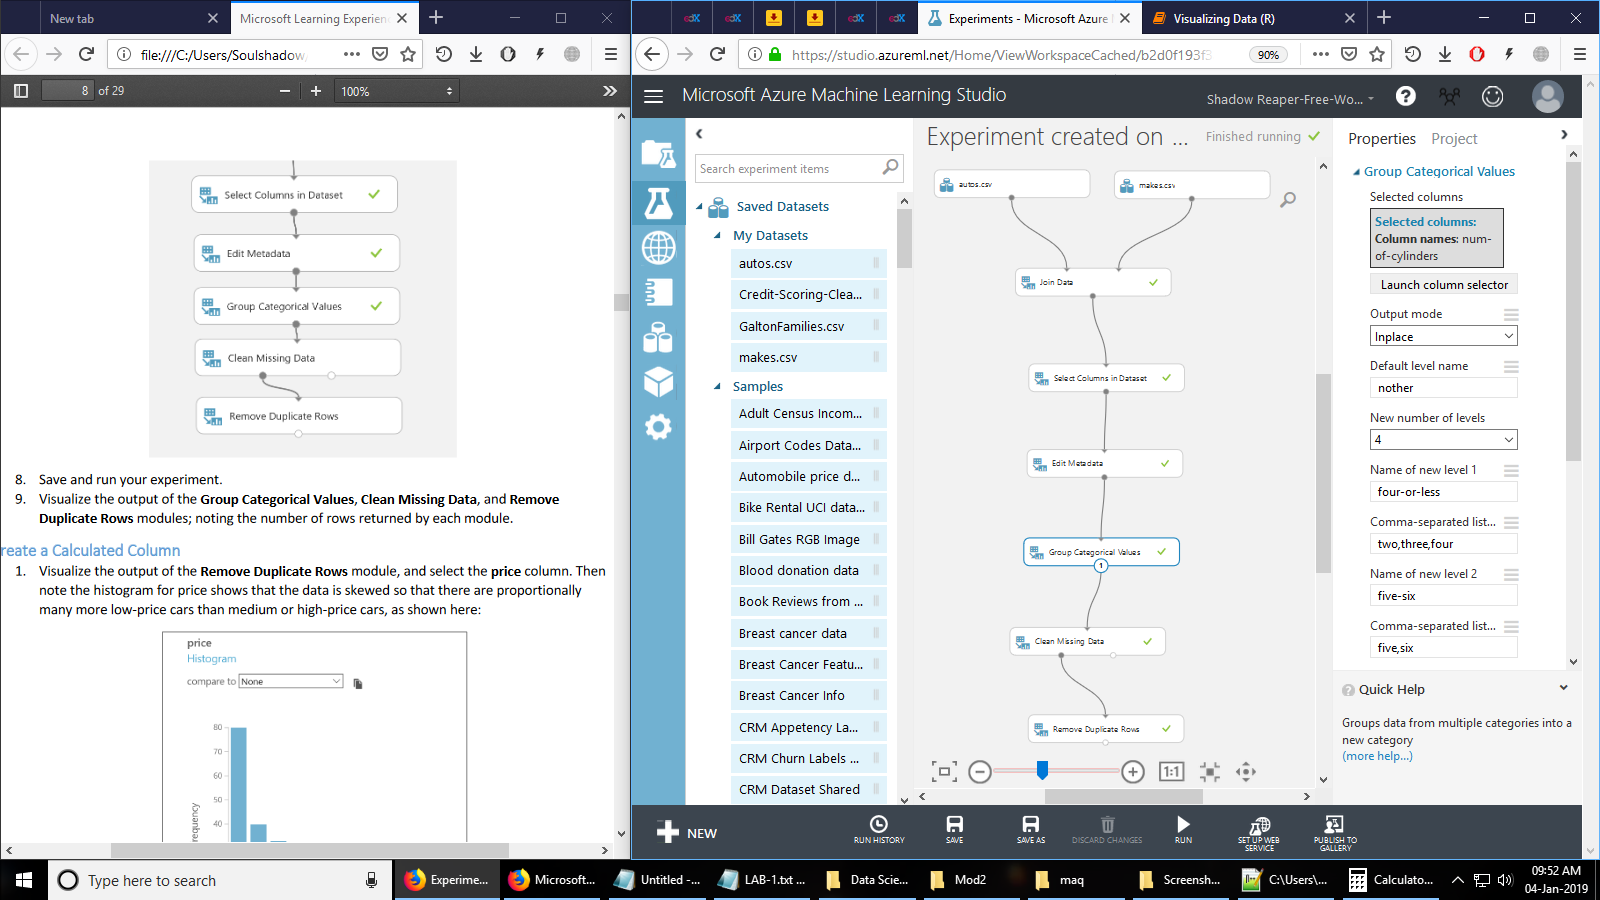 New tab
Microsoft Learning Experien
file:///C:/Users/Soulshadow
8 of 29
100%
Select Columns in Dataset
Edit Metadata
Group Categorical Values
Clean Missing Data
Remove Duplicate Rows
8. Save and run your experiment.
9. Visualize the output of the Group Categorical Values, Clean Missing Data, and Remove
Duplicate Rows modules; noting the number of rows returned by each module.
reate a Calculated Column
1. Visualize the output of the Remove Duplicate Rows module, and select the price column. Then
note the histogram for price shows that the data is skewed so that there are proportionally
many more low-price cars than medium or high-price cars, as shown here:
price
Histogram
compare to None
80
70
60
50
40
requency
Experiments - Microsoft Azure
Visualizing Data (R)
https://studio.azureml.net/Home/ViewWorkspaceCached/b2d0f193f3
90%
Microsoft Azure Machine Learning Studio
Shadow Reaper-Free-Wo...
Search experiment items
Saved Datasets
My Datasets
autos.csv
Credit-Scoring-Clea...
GaltonFamilies.csv
makes.csv
Samples
Adult Census Incom...
Airport Codes Data...
Automobile price d...
Bike Rental UCI data...
Bill Gates RGB Image
Blood donation data
Book Reviews from ...
Breast cancer data
Breast Cancer Featu...
Breast Cancer Info
CRM Appetency La...
CRM Churn Labels ...
CRM Dataset Shared
Experiment created on ...
Finished running
autos.csv
makes.csv
Join Data
Select Columns in Dataset
Edit Metadata
Group Categorical Values
1
Clean Missing Data
Remove Duplicate Rows
1:1
Properties Project
Group Categorical Values
Selected columns
Selected columns:
Column names: num-
of-cylinders
Launch column selector
Output mode
Inplace
Default level name
nother
New number of levels
4
Name of new level 1
four-or-less
Comma-separated list...
two,three,four
Name of new level 2
five-six
Comma-separated list...
five,six
Quick Help
Groups data from multiple categories into a
new category
(more help...)
NEW
RUN HISTORY
SAVE
SAVE AS
DISCARD CHANGES
RUN
SET UP WEB
SERVICE
PUBLISH TO
GALLERY
Type here to search
Experime...
Microsoft...
Untitled -...
LAB-1.txt ...
Data Scie...
Mod2
maq
Screensh...
C:\Users\...
Calculato...
09:52 AM
04-Jan-2019